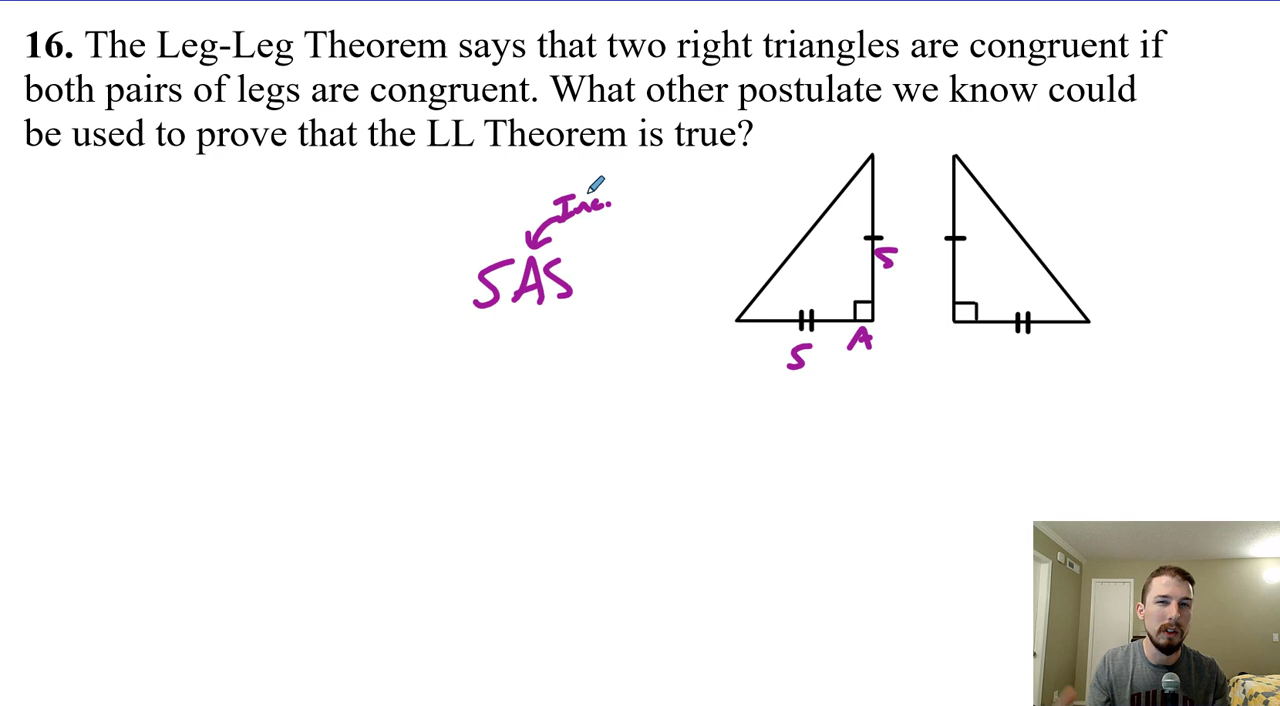 16. The Leg-Leg Theorem says that two right triangles are congruent if
both pairs of legs are congruent. What other postulate we know could
be used to prove that the LL Theorem is true?
Inc.
SAS
S
A
S